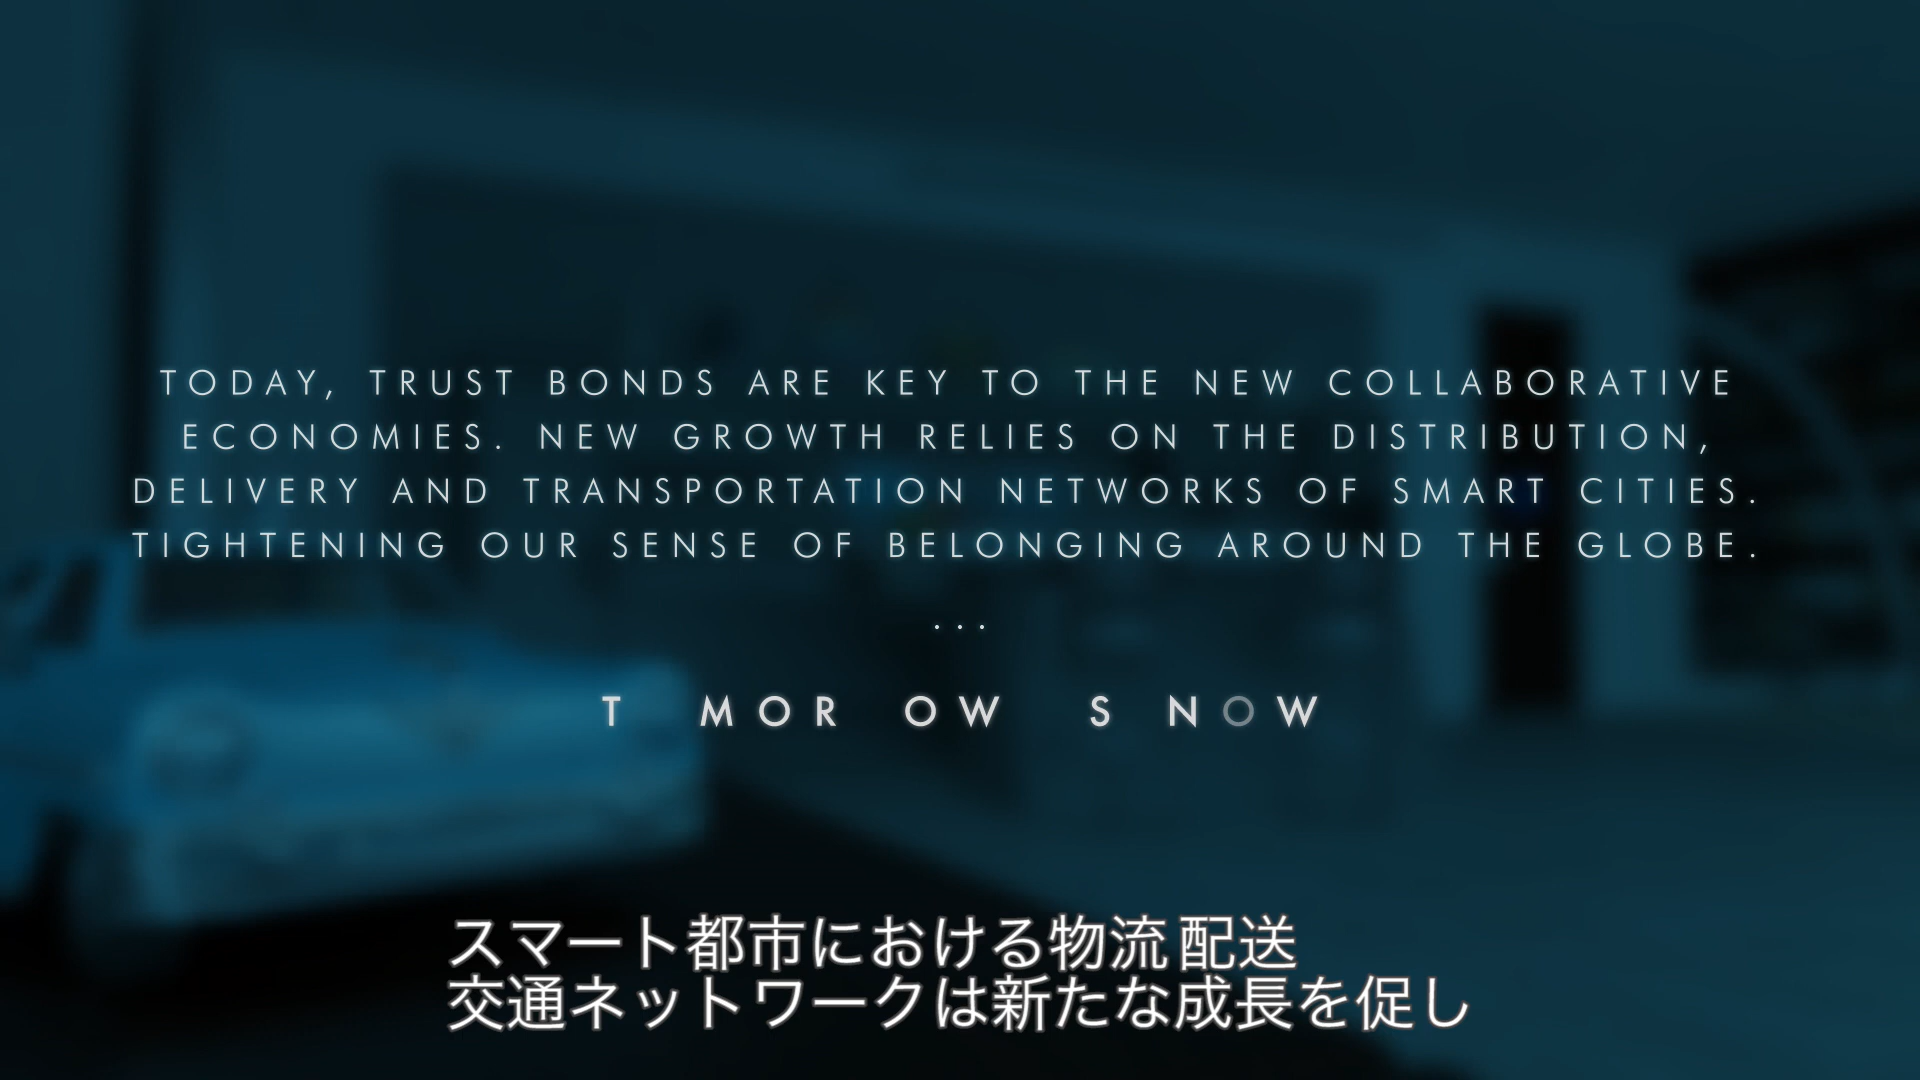 TODAY, TRUST BONDS ARE KEY TO THE NEW COLLABORATIVE
ECONOMIES. NEW GROWTH RELIES ON THE DISTRIBUTION,
DELIVERY AND TRANSPORTATION NETWORKS OF SMART CITIES.
TIGHTENING OUR SENSE OF BELONGING AROUND THE GLOBE.
...
T MOR OW S NOW
スマート都市における物流 配送
交通ネットワークは新たな成長を促し